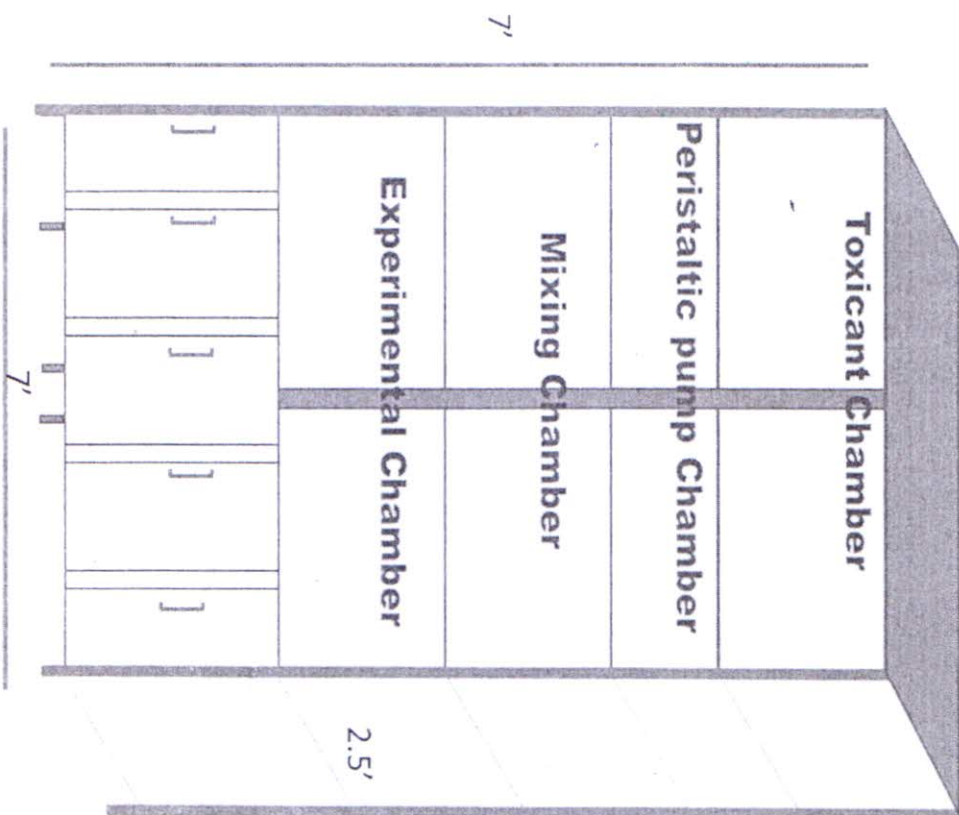 Toxicant Chamber
Peristaltic pump Chamber
Mixing Chamber
Experimental Chamber
7'
2.5'
7'